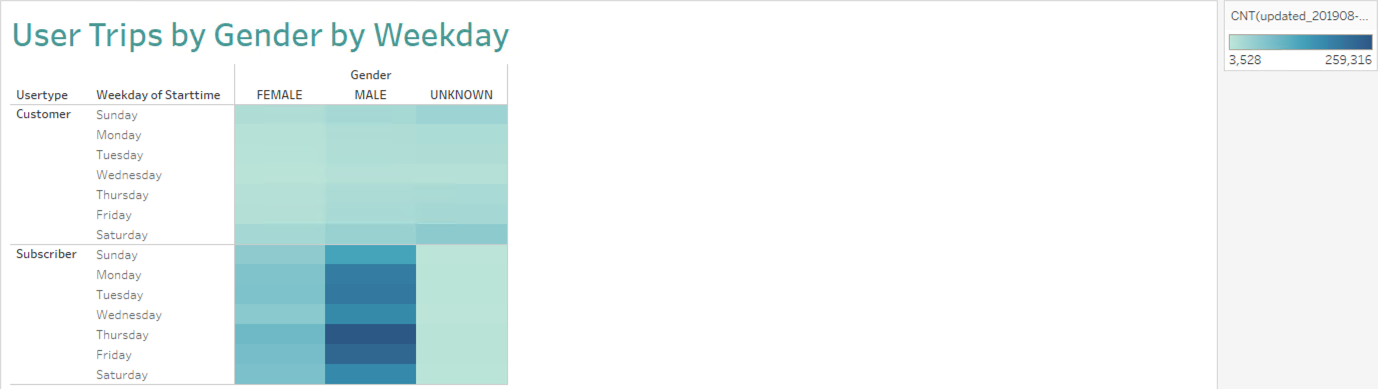 User Trips by Gender by Weekday
CNT(updated_201908-...
3,528 259,316
Gender
Usertype Weekday of Starttime FEMALE MALE UNKNOWN
Customer Sunday
Monday
Tuesday
Wednesday
Thursday
Friday
Saturday
Subscriber Sunday
Monday
Tuesday
Wednesday
Thursday
Friday
Saturday